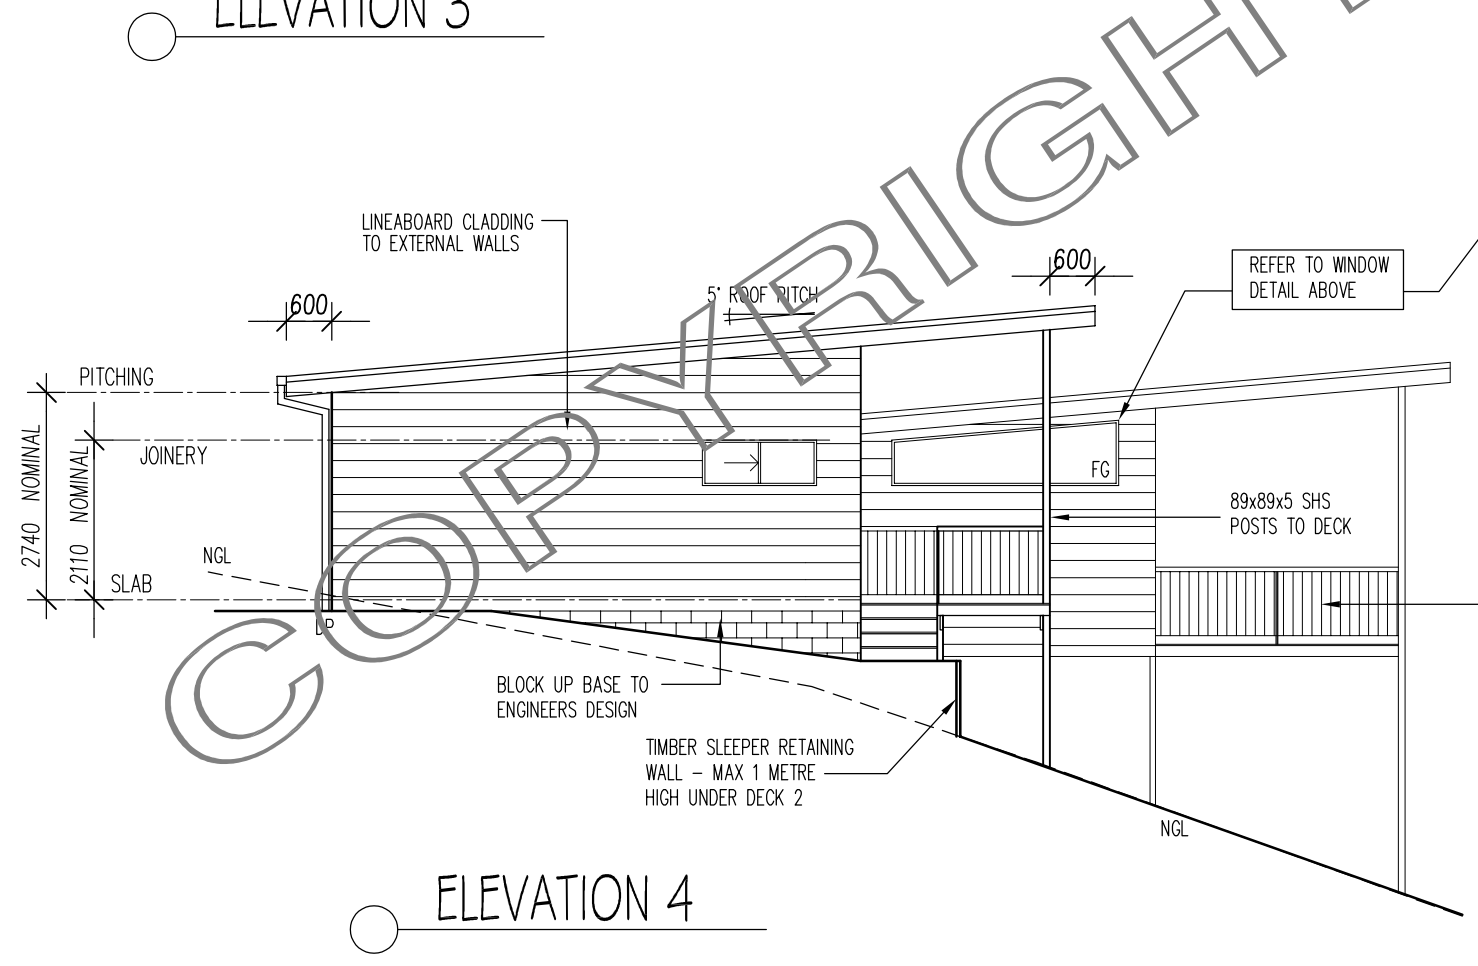 ELEVATION 3
COPYRIGHT
LINEABOARD CLADDING
TO EXTERNAL WALLS
600
5° ROOF PITCH
600
REFER TO WINDOW
DETAIL ABOVE
PITCHING
JOINERY
2740 NOMINAL
2110 NOMINAL
FG
89x89x5 SHS
POSTS TO DECK
NGL
SLAB
DP
BLOCK UP BASE TO
ENGINEERS DESIGN
TIMBER SLEEPER RETAINING
WALL – MAX 1 METRE
HIGH UNDER DECK 2
NGL
ELEVATION 4